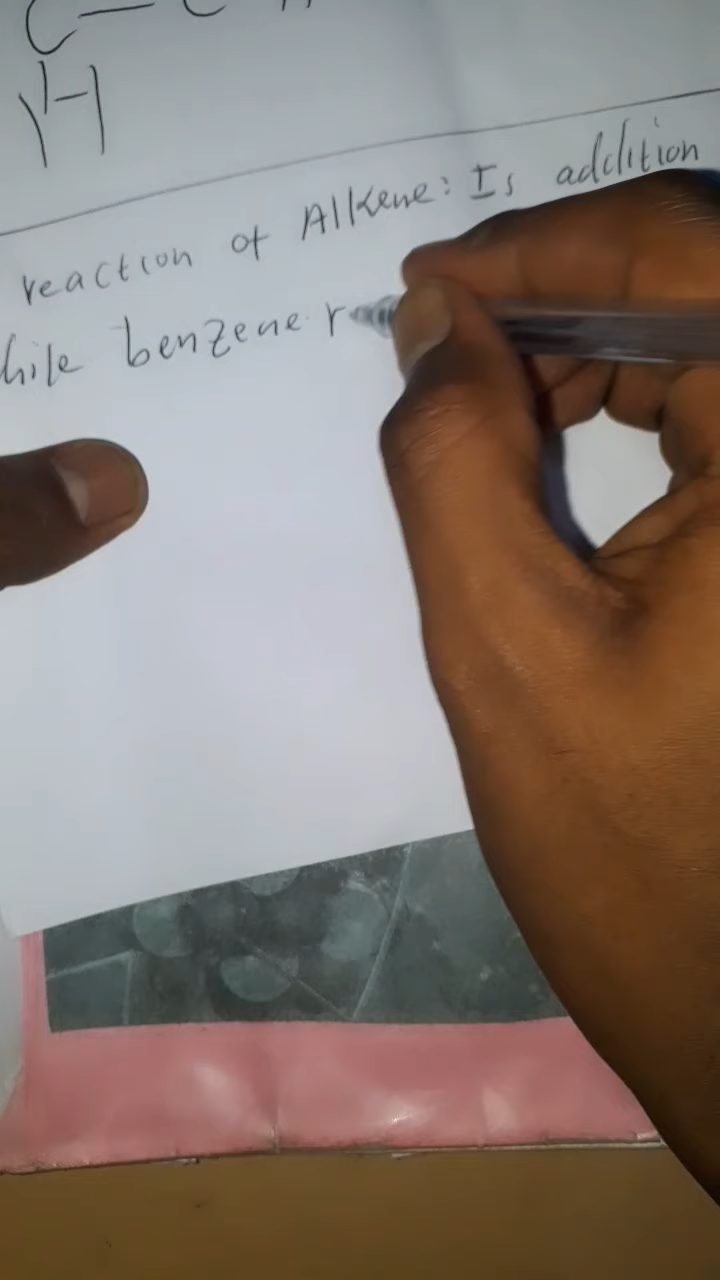 C — C
H
reaction of Alkene: Is addition
hile benzene r